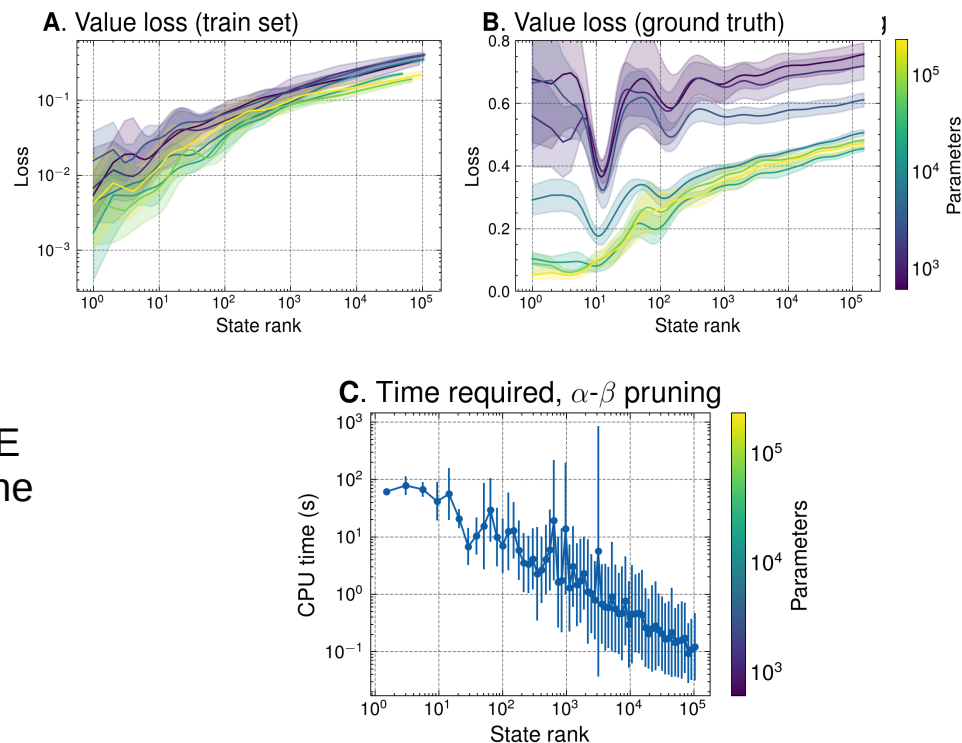 A. Value loss (train set)
B. Value loss (ground truth)
Loss
10⁻¹
10⁻²
10⁻³
10⁰ 10¹ 10² 10³ 10⁴ 10⁵
State rank
Loss
0.8
0.6
0.4
0.2
0.0
10⁰ 10¹ 10² 10³ 10⁴ 10⁵
State rank
10⁵
10⁴
10³
Parameters
E
C. Time required, α-β pruning
CPU time (s)
10³
10²
10¹
10⁰
10⁻¹
10⁰ 10¹ 10² 10³ 10⁴ 10⁵
State rank
10⁵
10⁴
10³
Parameters